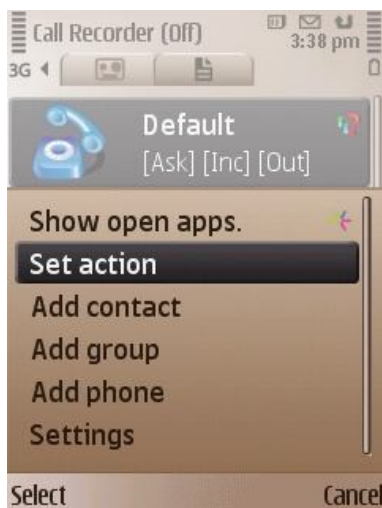 Call Recorder (Off)
3:38 pm
3G
Default
[Ask] [Inc] [Out]
Show open apps.
Set action
Add contact
Add group
Add phone
Settings
Select
Cancel